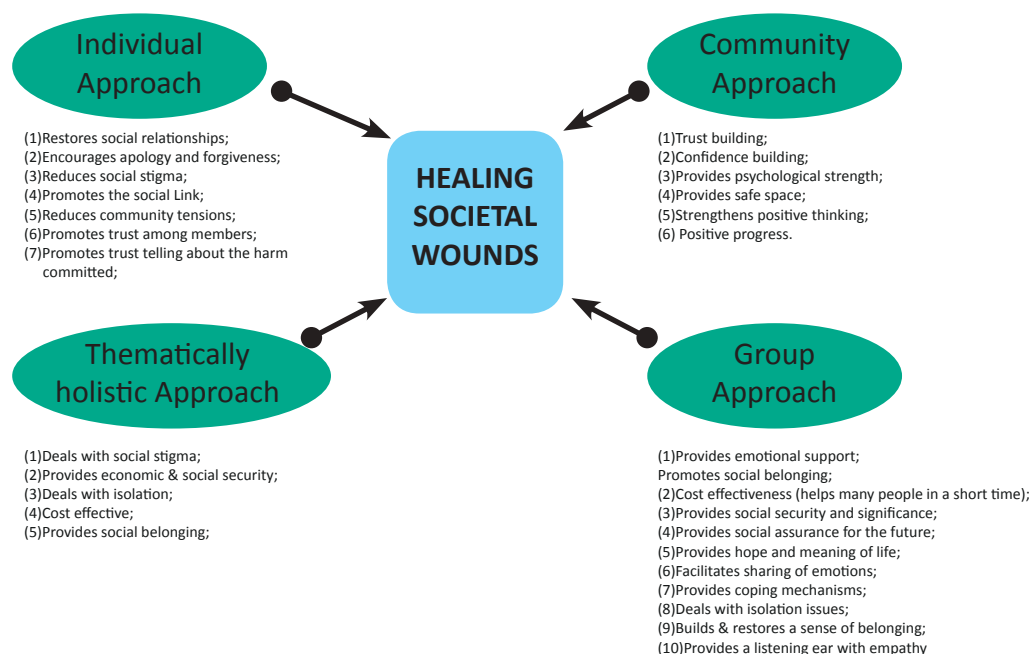 Individual
Approach
(1)Restores social relationships;
(2)Encourages apology and forgiveness;
(3)Reduces social stigma;
(4)Promotes the social Link;
(5)Reduces community tensions;
(6)Promotes trust among members;
(7)Promotes trust telling about the harm
committed;
Community
Approach
(1)Trust building;
(2)Confidence building;
(3)Provides psychological strength;
(4)Provides safe space;
(5)Strengthens positive thinking;
(6) Positive progress.
HEALING
SOCIETAL
WOUNDS
Thematically
holistic Approach
(1)Deals with social stigma;
(2)Provides economic & social security;
(3)Deals with isolation;
(4)Cost effective;
(5)Provides social belonging;
Group
Approach
(1)Provides emotional support;
Promotes social belonging;
(2)Cost effectiveness (helps many people in a short time);
(3)Provides social security and significance;
(4)Provides social assurance for the future;
(5)Provides hope and meaning of life;
(6)Facilitates sharing of emotions;
(7)Provides coping mechanisms;
(8)Deals with isolation issues;
(9)Builds & restores a sense of belonging;
(10)Provides a listening ear with empathy